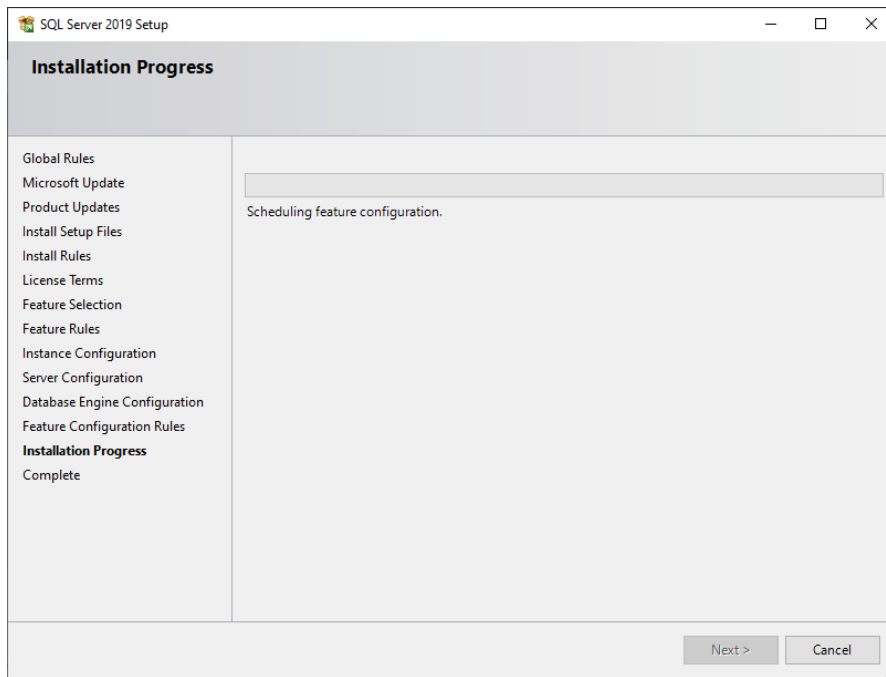 SQL Server 2019 Setup
Installation Progress
Global Rules
Microsoft Update
Product Updates
Install Setup Files
Install Rules
License Terms
Feature Selection
Feature Rules
Instance Configuration
Server Configuration
Database Engine Configuration
Feature Configuration Rules
Installation Progress
Complete
Scheduling feature configuration.
Next >
Cancel